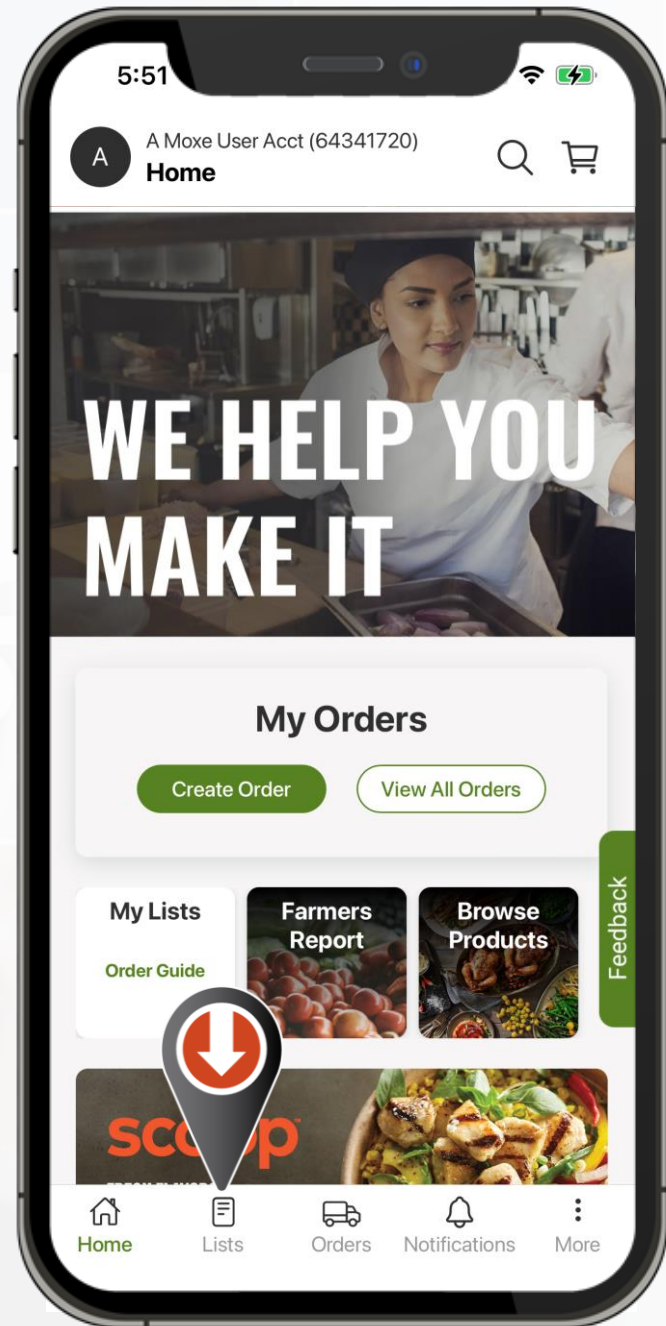 5:51
A
A Moxe User Acct (64341720)
Home
WE HELP YOU
MAKE IT
My Orders
Create Order
View All Orders
Feedback
My Lists
Order Guide
Farmers
Report
Browse
Products
Home
Lists
Orders
Notifications
More